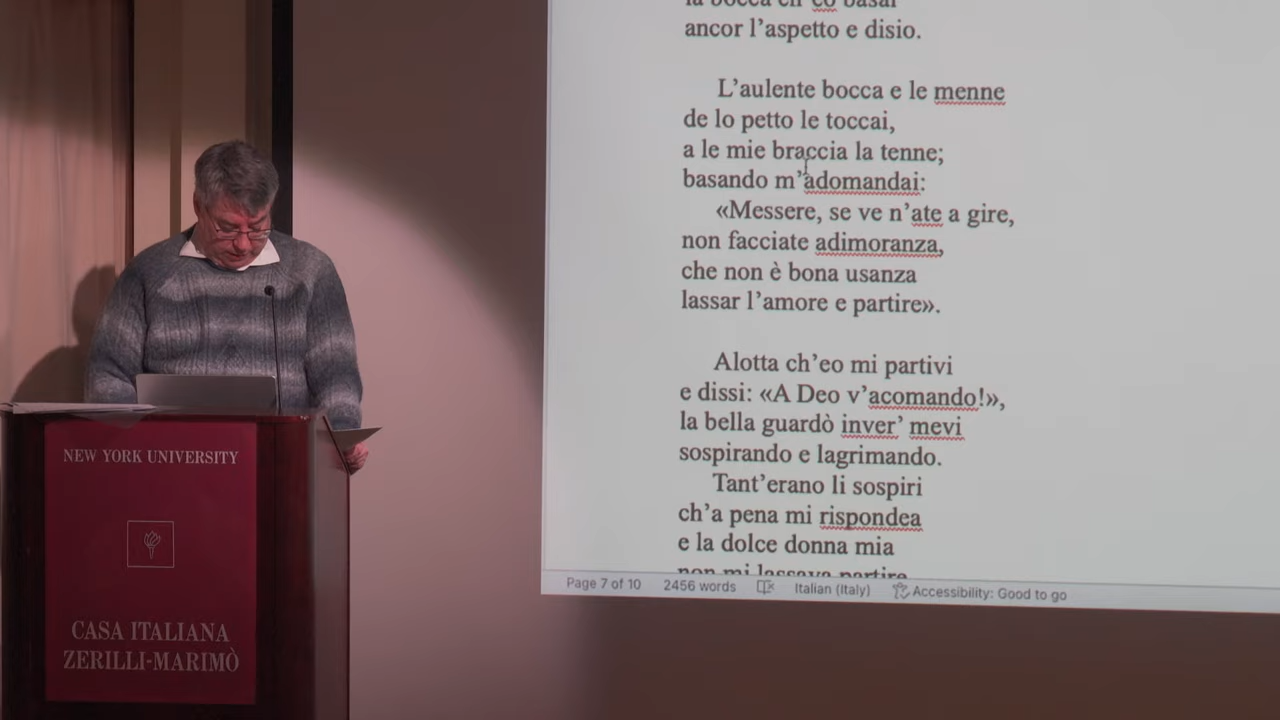 ancor l’aspetto e disio.
L’aulente bocca e le menne
de lo petto le toccai,
a le mie braccia la tenne;
basando m’adomandai:
«Messere, se ve n’ate a gire,
non facciate adimoranza,
che non è bona usanza
lassar l’amore e partire».
Alotta ch’eo mi partivi
e dissi: «A Deo v’acomando!»,
la bella guardò inver’ mevi
sospirando e lagrimando.
Tant’erano li sospiri
ch’a pena mi rispondea
e la dolce donna mia
non mi lassava partire
Page 7 of 10 2456 words Italian (Italy) Accessibility: Good to go
NEW YORK UNIVERSITY
CASA ITALIANA
ZERILLI-MARIMÒ